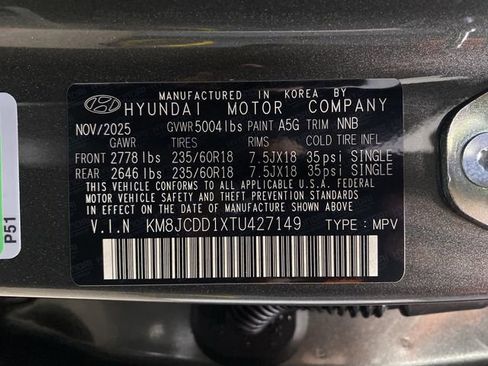 MANUFACTURED IN KOREA BY
HYUNDAI MOTOR COMPANY
NOV/2025 GVWR 5004 lbs PAINT A5G TRIM NNB
GAWR TIRES RIMS COLD TIRE INFL.
FRONT 2778 lbs 235/60R18 7.5JX18 35psi SINGLE
REAR 2646 lbs 235/60R18 7.5JX18 35psi SINGLE
THIS VEHICLE CONFORMS TO ALL APPLICABLE U.S. FEDERAL
MOTOR VEHICLE SAFETY AND THEFT PREVENTION STANDARDS
IN EFFECT ON THE DATE OF MANUFACTURE SHOWN ABOVE.
V.I.N KM8JCDD1XTU427149 TYPE : MPV
P51